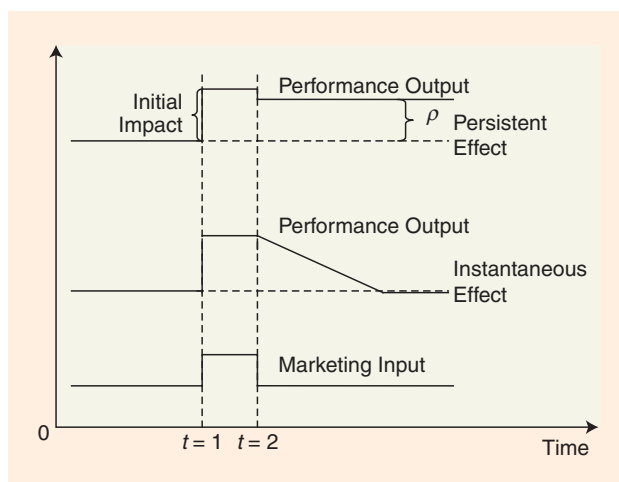 Performance Output
Initial
Impact
ρ
Persistent
Effect
Performance Output
Instantaneous
Effect
Marketing Input
0
t = 1
t = 2
Time